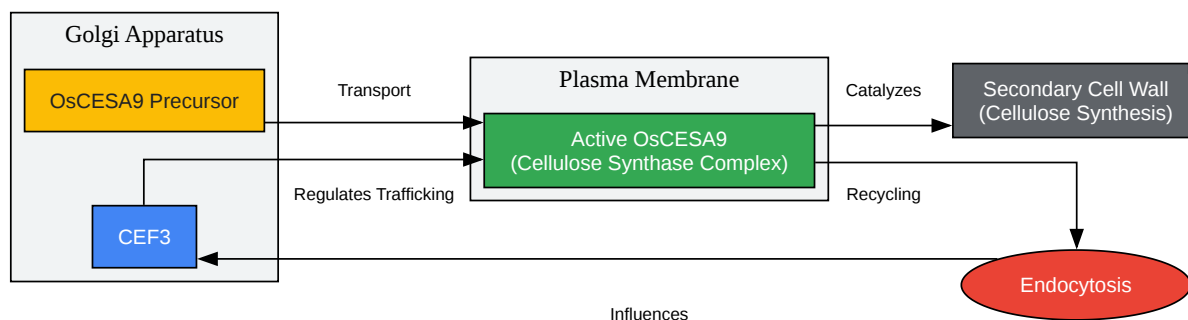 Golgi Apparatus
OsCESA9 Precursor
Transport
Plasma Membrane
Catalyzes
Secondary Cell Wall
(Cellulose Synthesis)
Active OsCESA9
(Cellulose Synthase Complex)
Regulates Trafficking
Recycling
CEF3
Endocytosis
Influences